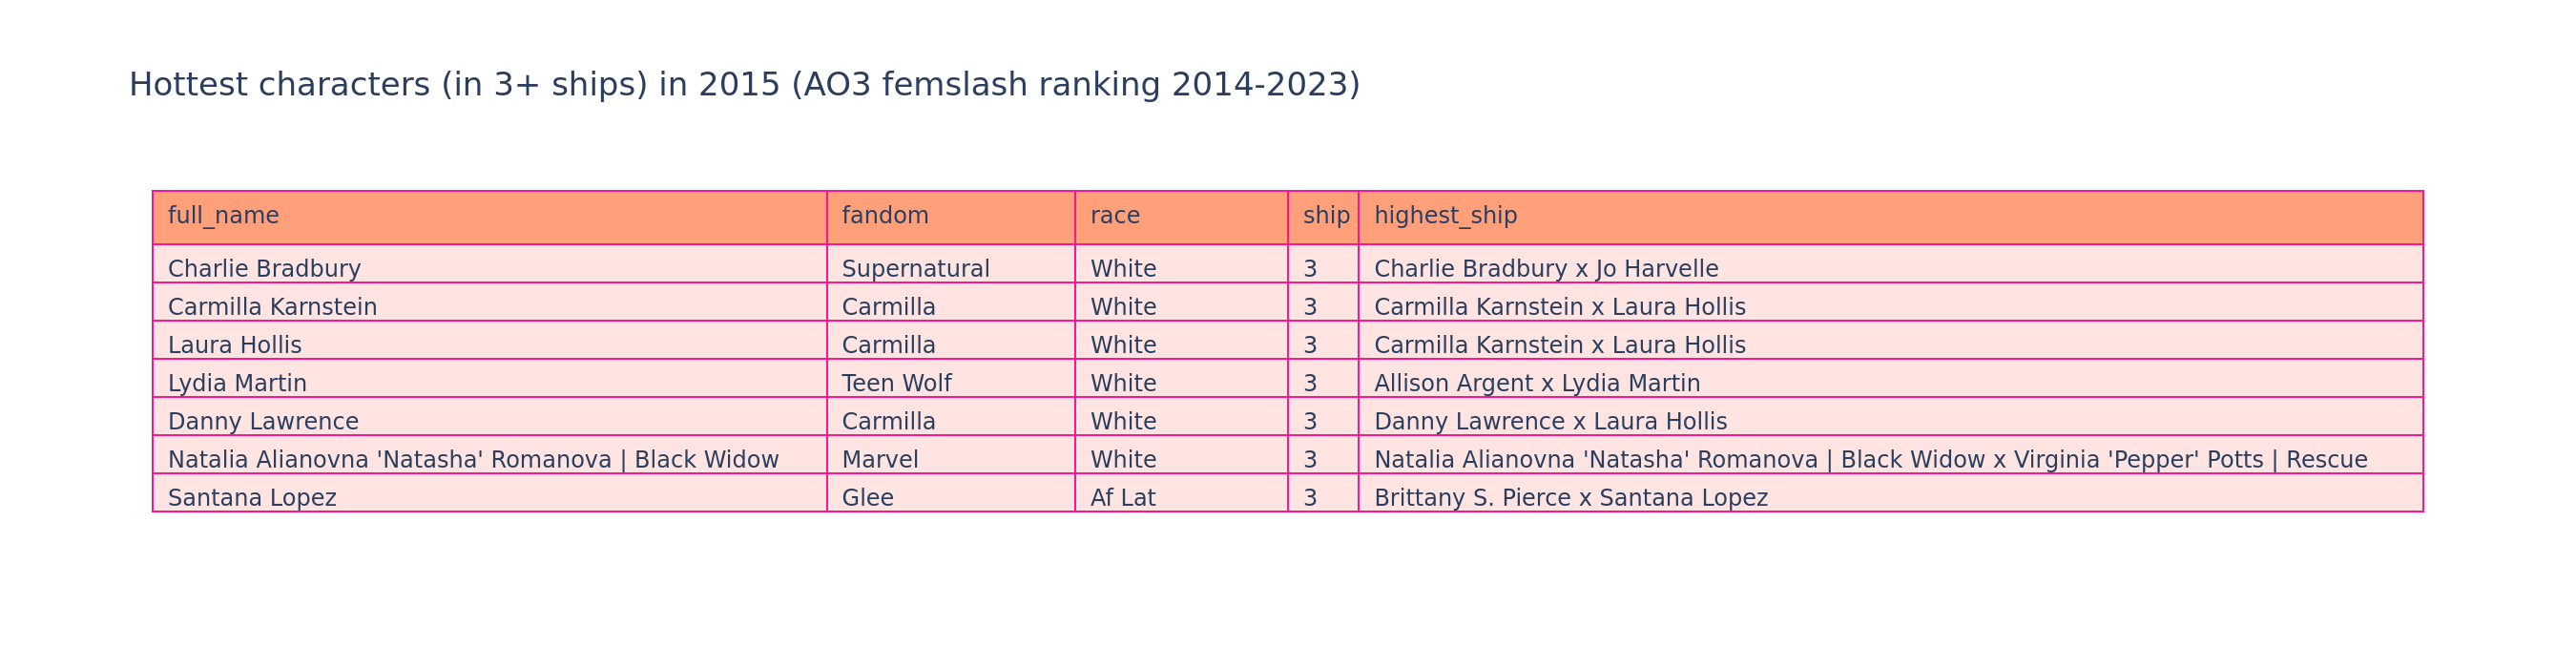 Hottest characters (in 3+ ships) in 2015 (AO3 femslash ranking 2014-2023)
full_name fandom race ship highest_ship
Charlie Bradbury Supernatural White 3 Charlie Bradbury x Jo Harvelle
Carmilla Karnstein Carmilla White 3 Carmilla Karnstein x Laura Hollis
Laura Hollis Carmilla White 3 Carmilla Karnstein x Laura Hollis
Lydia Martin Teen Wolf White 3 Allison Argent x Lydia Martin
Danny Lawrence Carmilla White 3 Danny Lawrence x Laura Hollis
Natalia Alianovna 'Natasha' Romanova | Black Widow Marvel White 3 Natalia Alianovna 'Natasha' Romanova | Black Widow x Virginia 'Pepper' Potts | Rescue
Santana Lopez Glee Af Lat 3 Brittany S. Pierce x Santana Lopez